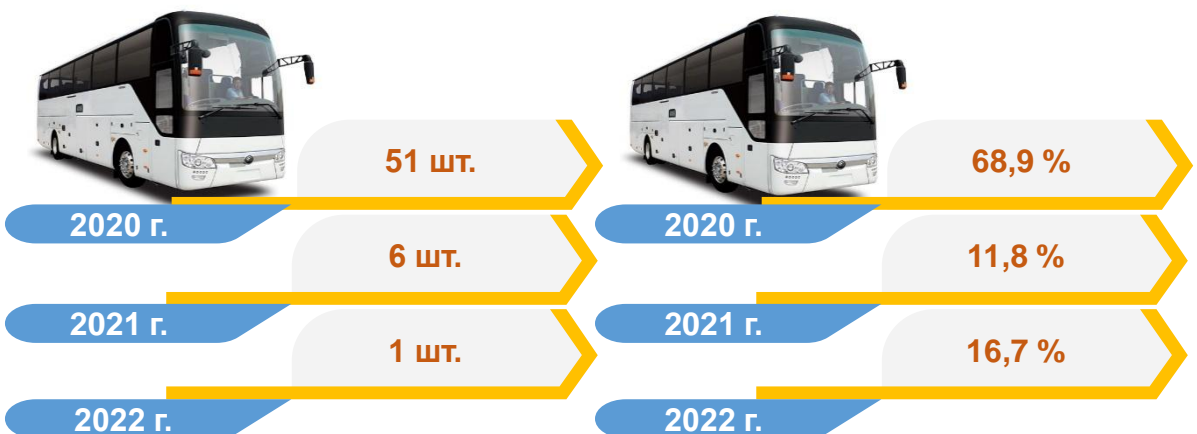 51 шт.
2020 г.
6 шт.
2021 г.
1 шт.
2022 г.
68,9 %
2020 г.
11,8 %
2021 г.
16,7 %
2022 г.